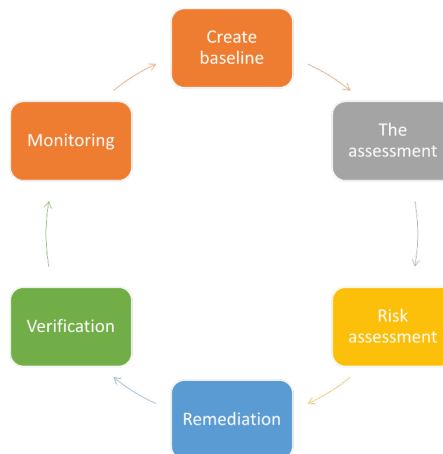 Create
baseline
The
assessment
Risk
assessment
Remediation
Verification
Monitoring